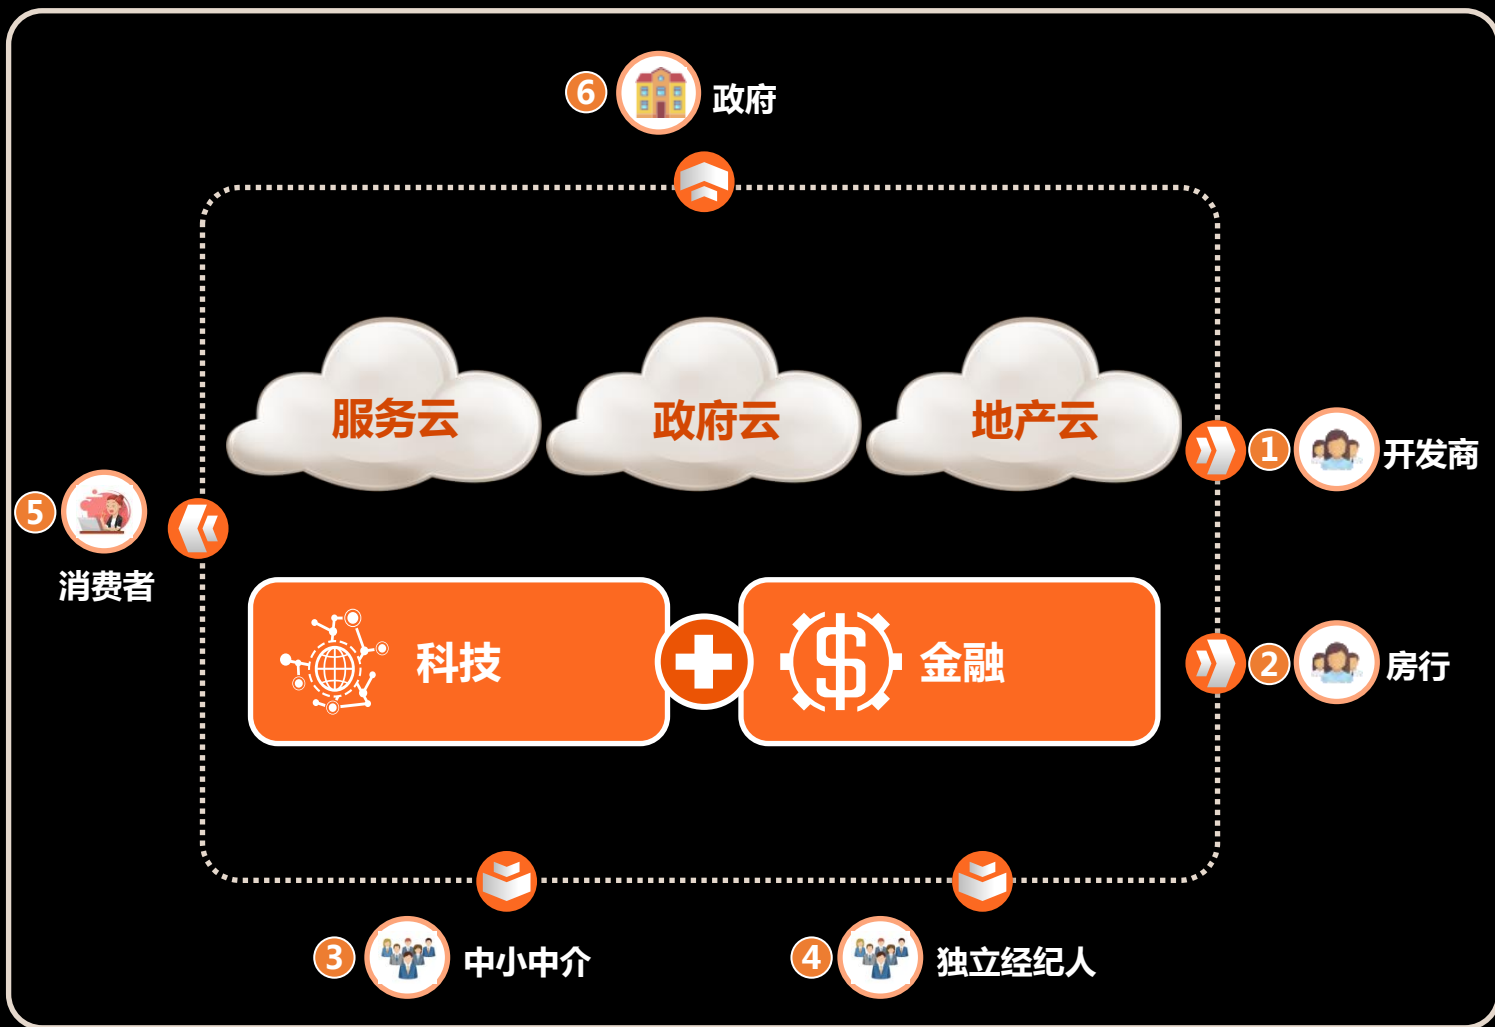 6 政府
服务云 政府云 地产云
1 开发商
5
消费者
科技 金融
2 房行
3 中小中介
4 独立经纪人